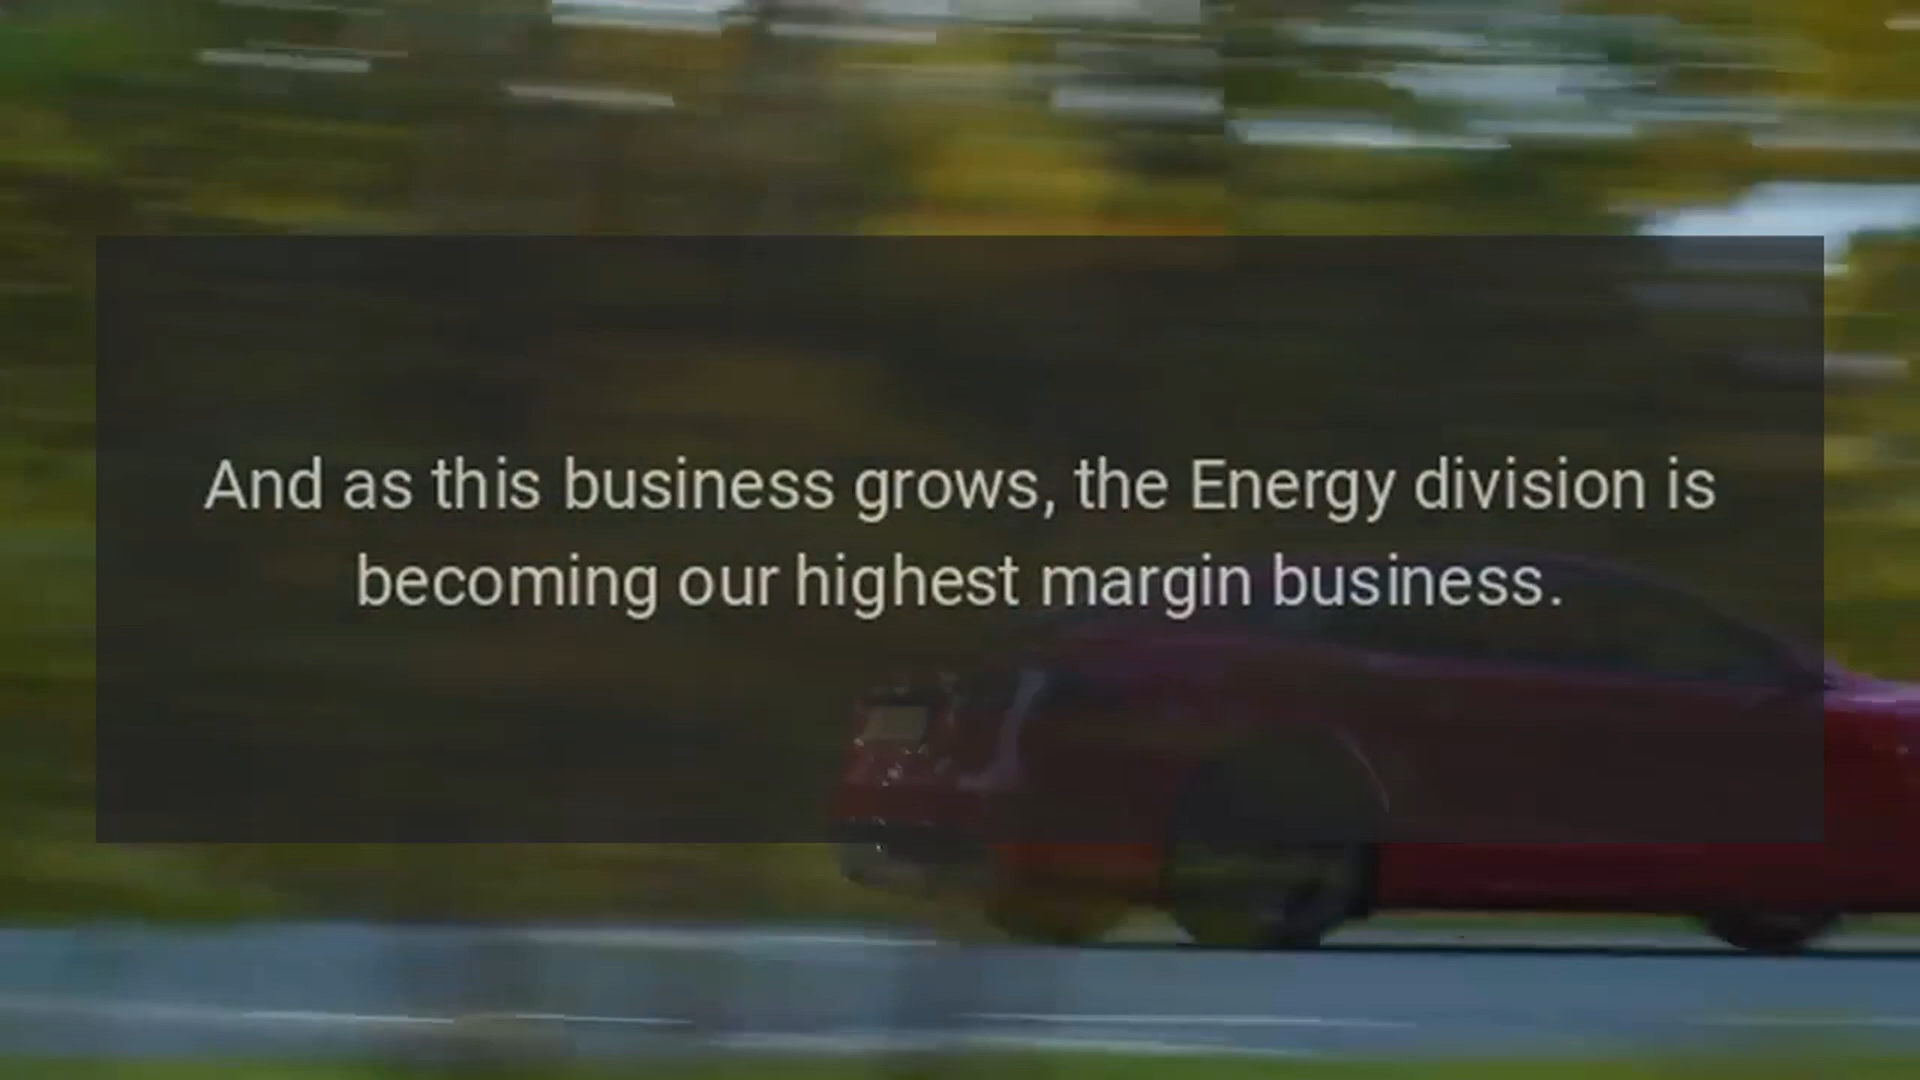 And as this business grows, the Energy division is
becoming our highest margin business.